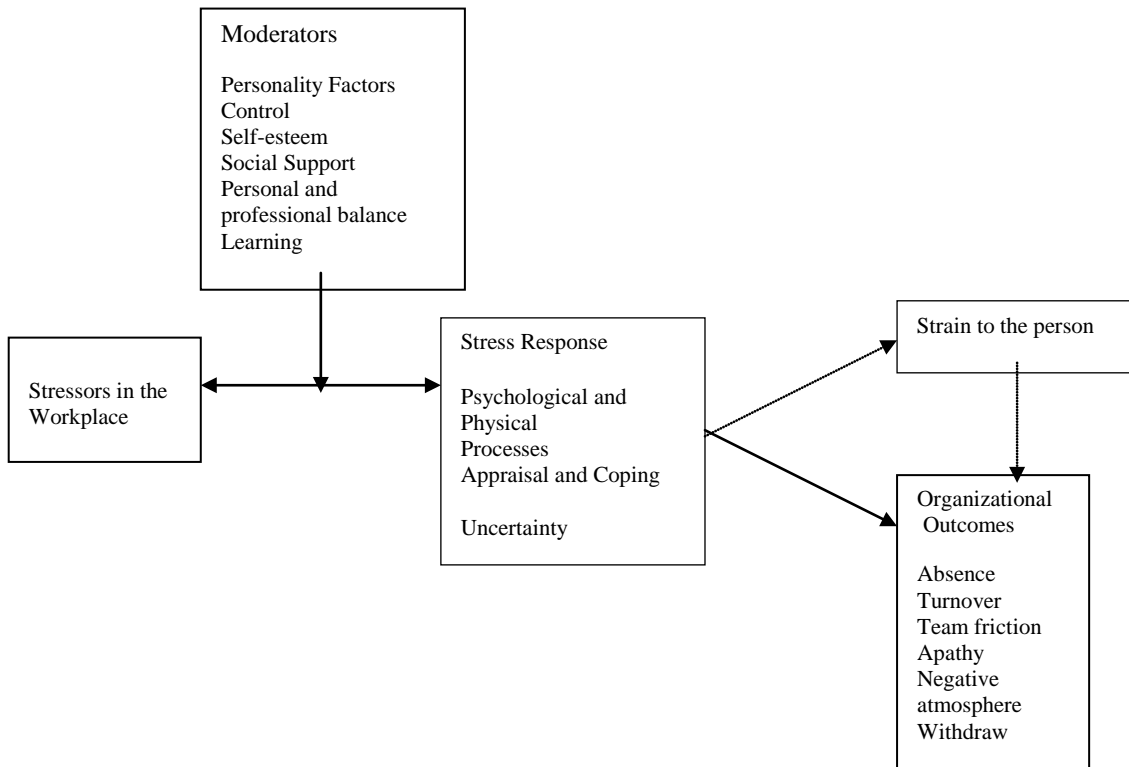 Moderators
Personality Factors
Control
Self-esteem
Social Support
Personal and
professional balance
Learning
Stressors in the
Workplace
Stress Response
Psychological and
Physical
Processes
Appraisal and Coping
Uncertainty
Strain to the person
Organizational
Outcomes
Absence
Turnover
Team friction
Apathy
Negative
atmosphere
Withdraw